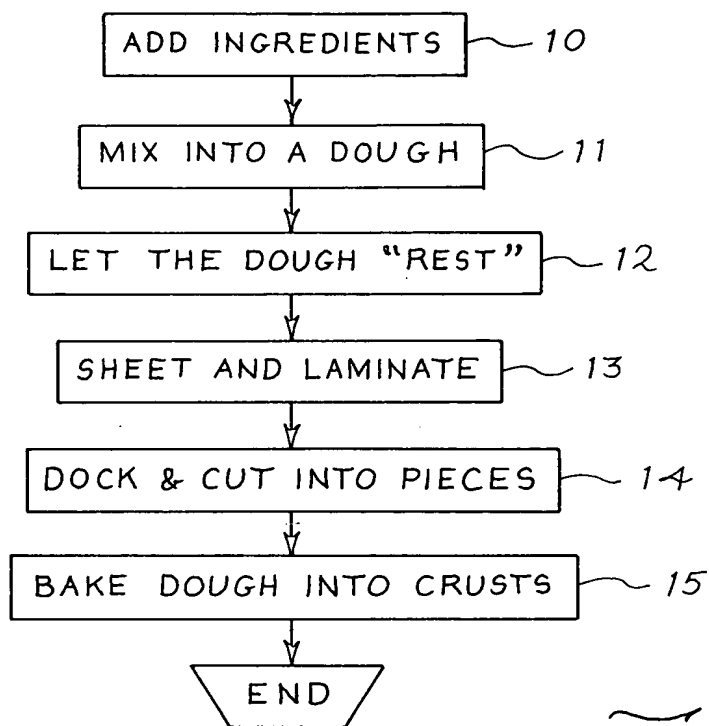 ADD INGREDIENTS 10
MIX INTO A DOUGH 11
LET THE DOUGH "REST" 12
SHEET AND LAMINATE 13
DOCK & CUT INTO PIECES 14
BAKE DOUGH INTO CRUSTS 15
END